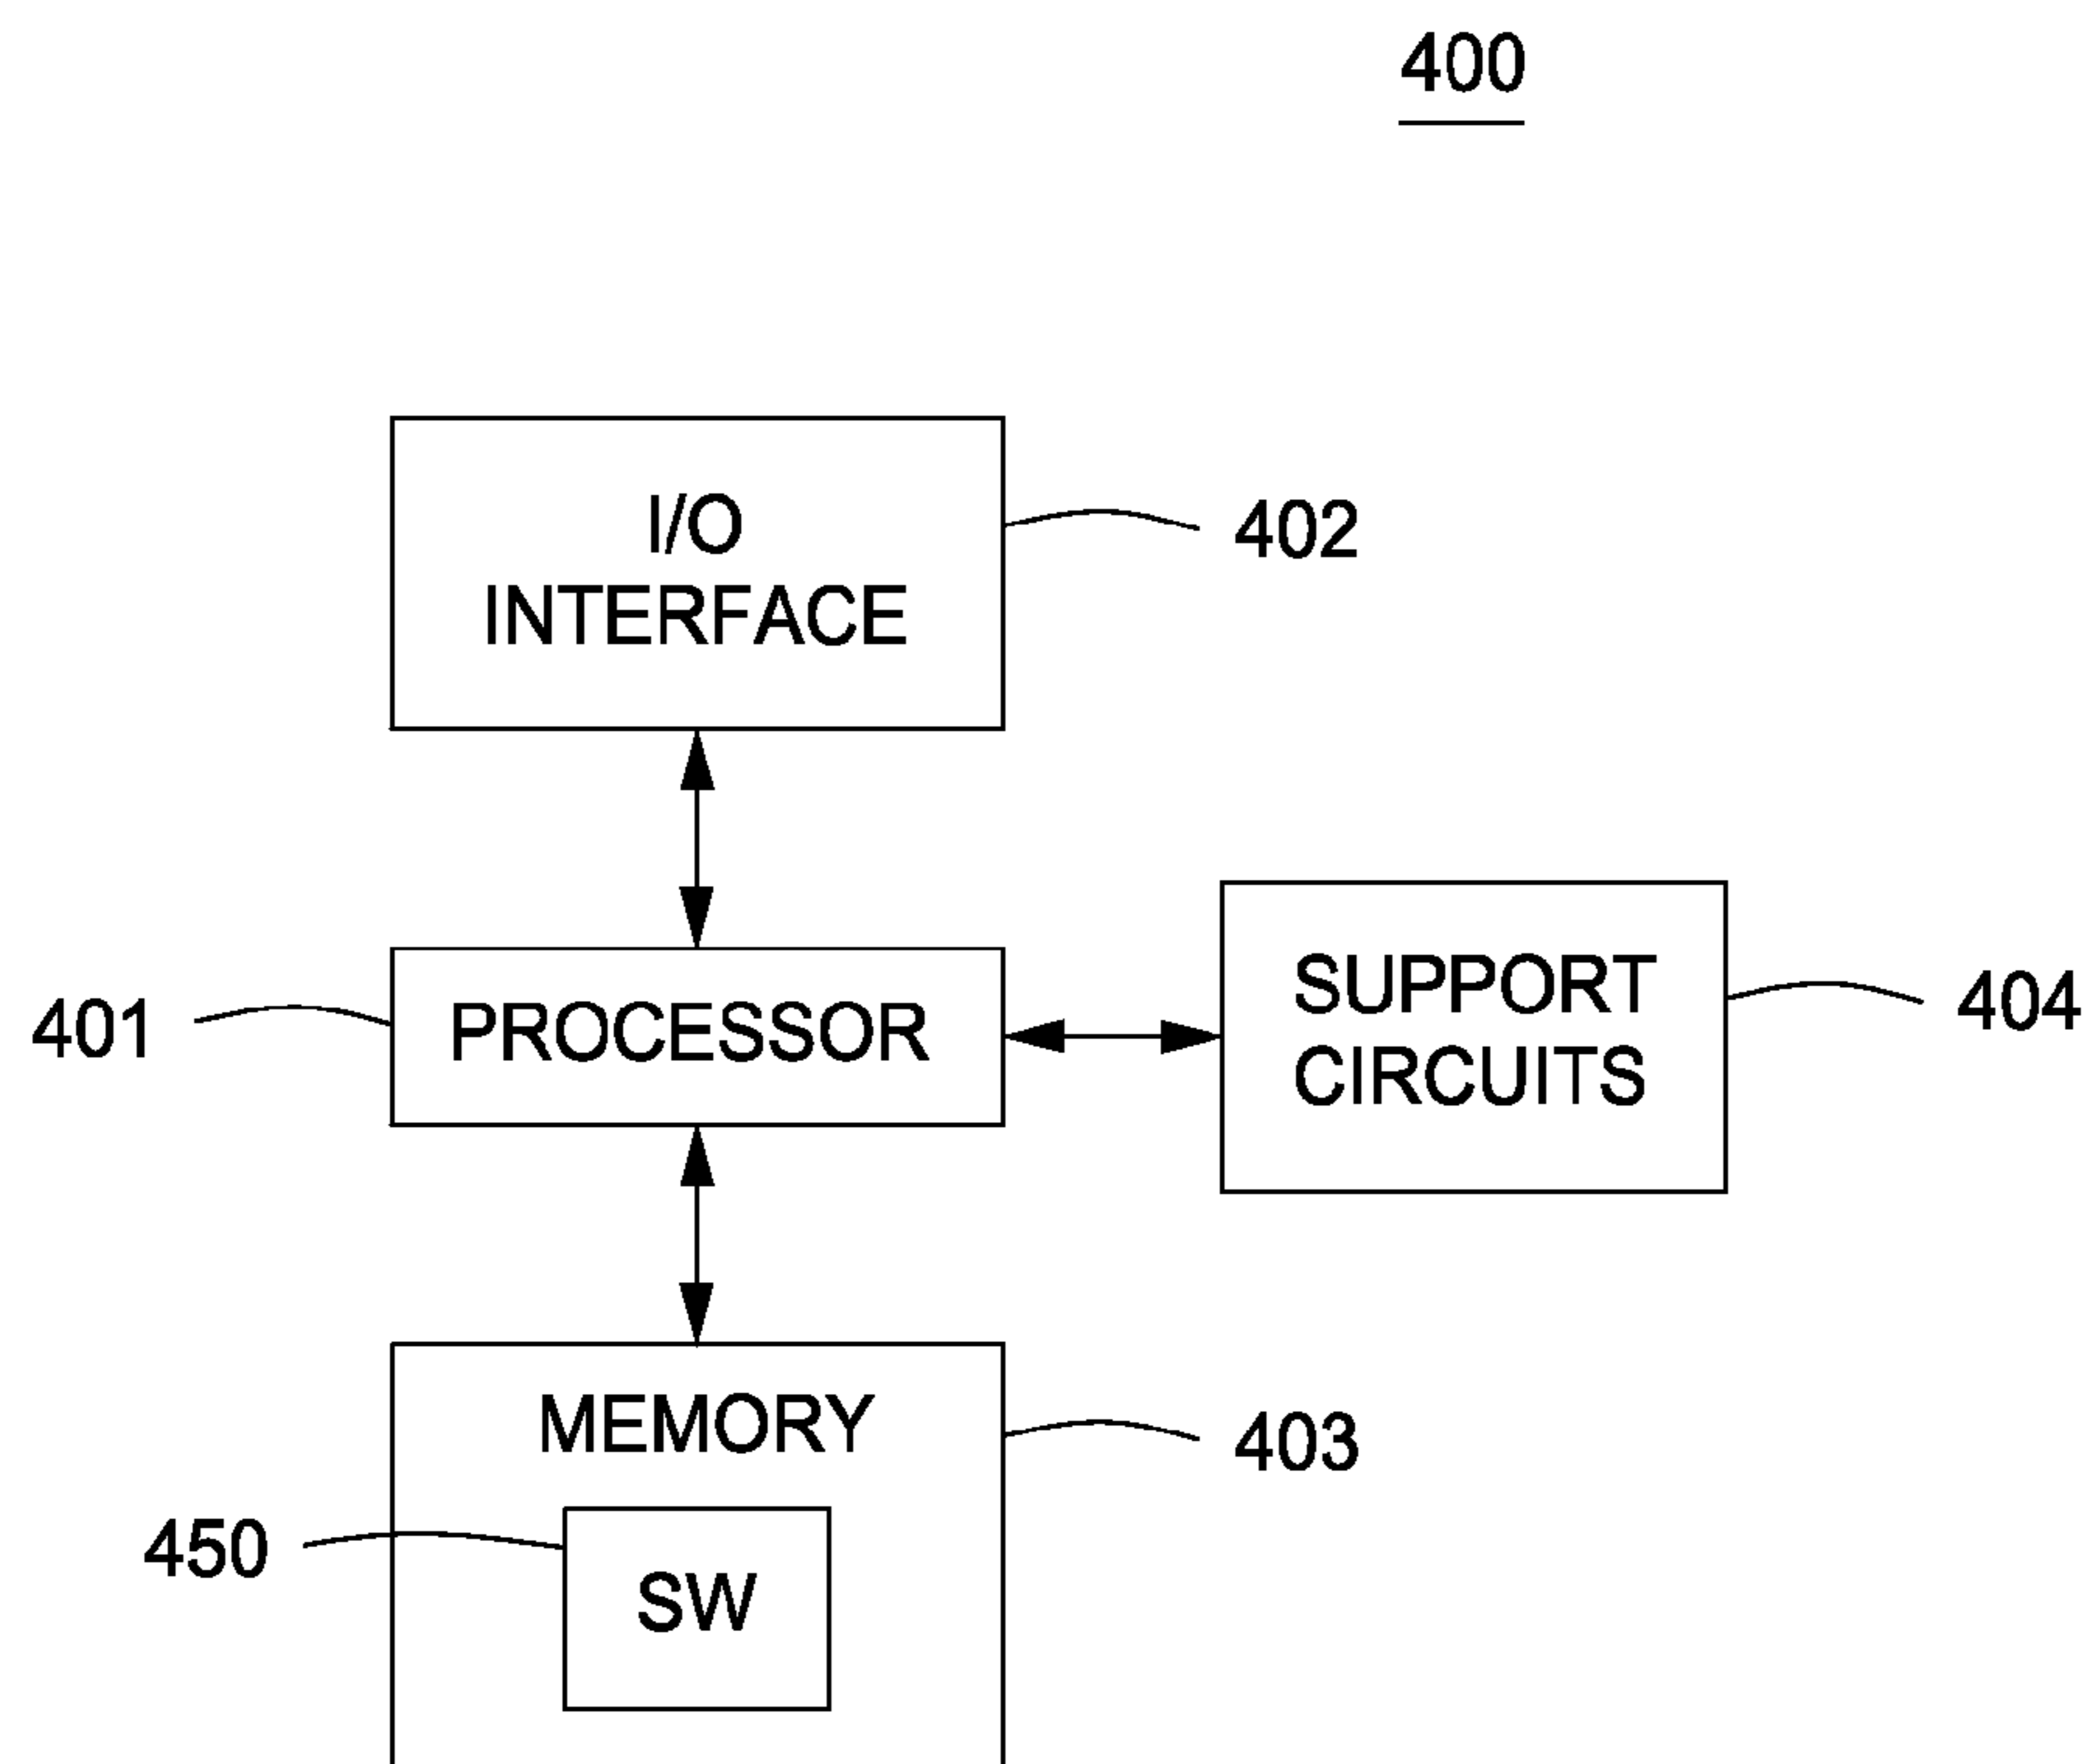 400
I/O
INTERFACE
402
401
PROCESSOR
SUPPORT
CIRCUITS
404
MEMORY
403
450
SW